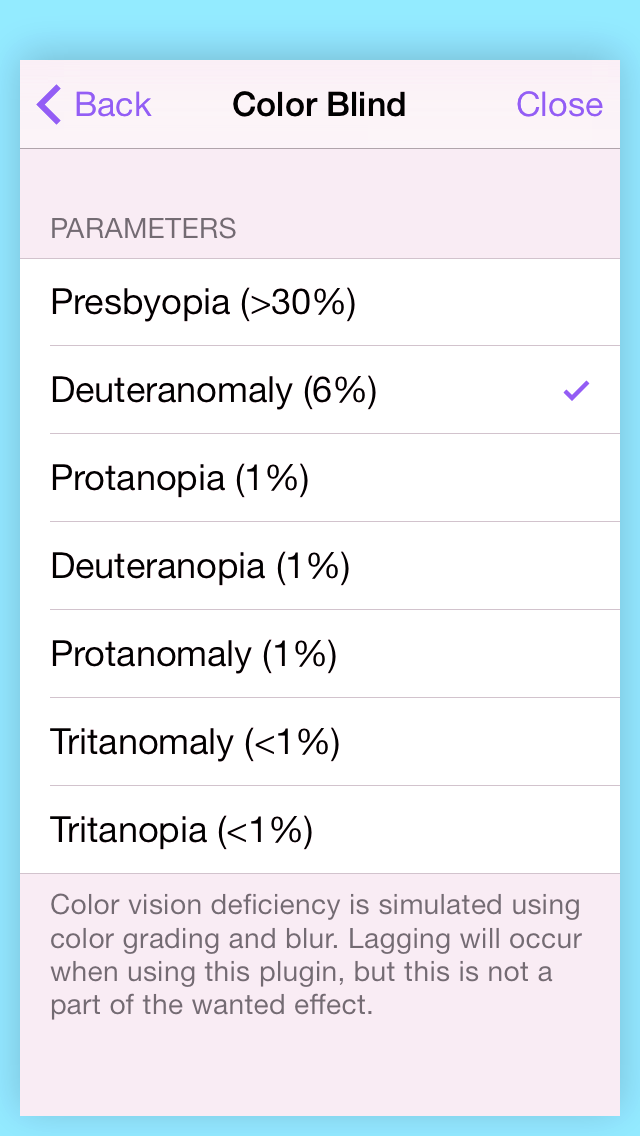 Back Color Blind Close
PARAMETERS
Presbyopia (>30%)
Deuteranomaly (6%)
Protanopia (1%)
Deuteranopia (1%)
Protanomaly (1%)
Tritanomaly (<1%)
Tritanopia (<1%)
Color vision deficiency is simulated using
color grading and blur. Lagging will occur
when using this plugin, but this is not a
part of the wanted effect.